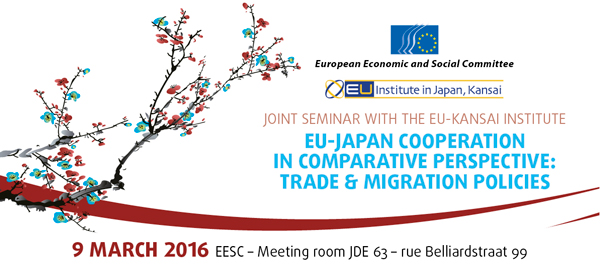 European Economic and Social Committee
EU Institute in Japan, Kansai
JOINT SEMINAR WITH THE EU-KANSAI INSTITUTE
EU-JAPAN COOPERATION
IN COMPARATIVE PERSPECTIVE:
TRADE & MIGRATION POLICIES
9 MARCH 2016 EESC – Meeting room JDE 63 – rue Belliardstraat 99